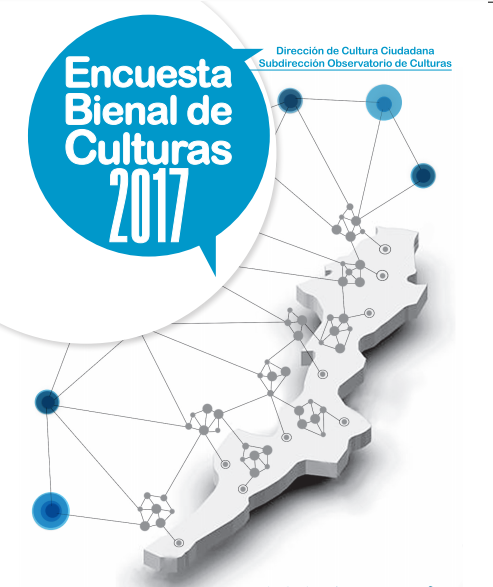 Encuesta
Bienal de
Culturas
2017
Dirección de Cultura Ciudadana
Subdirección Observatorio de Culturas